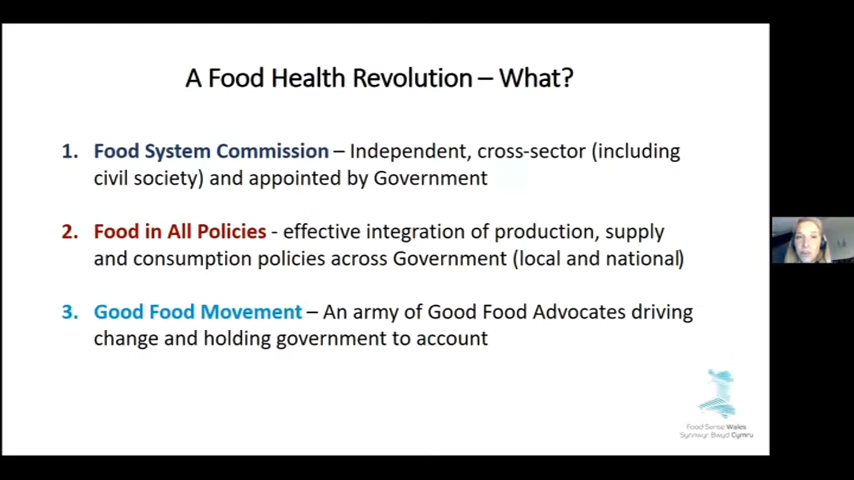 A Food Health Revolution – What?
1. Food System Commission – Independent, cross-sector (including
civil society) and appointed by Government
2. Food in All Policies - effective integration of production, supply
and consumption policies across Government (local and national)
3. Good Food Movement – An army of Good Food Advocates driving
change and holding government to account
Food Sense Wales
Synnwyr Bwyd Cymru